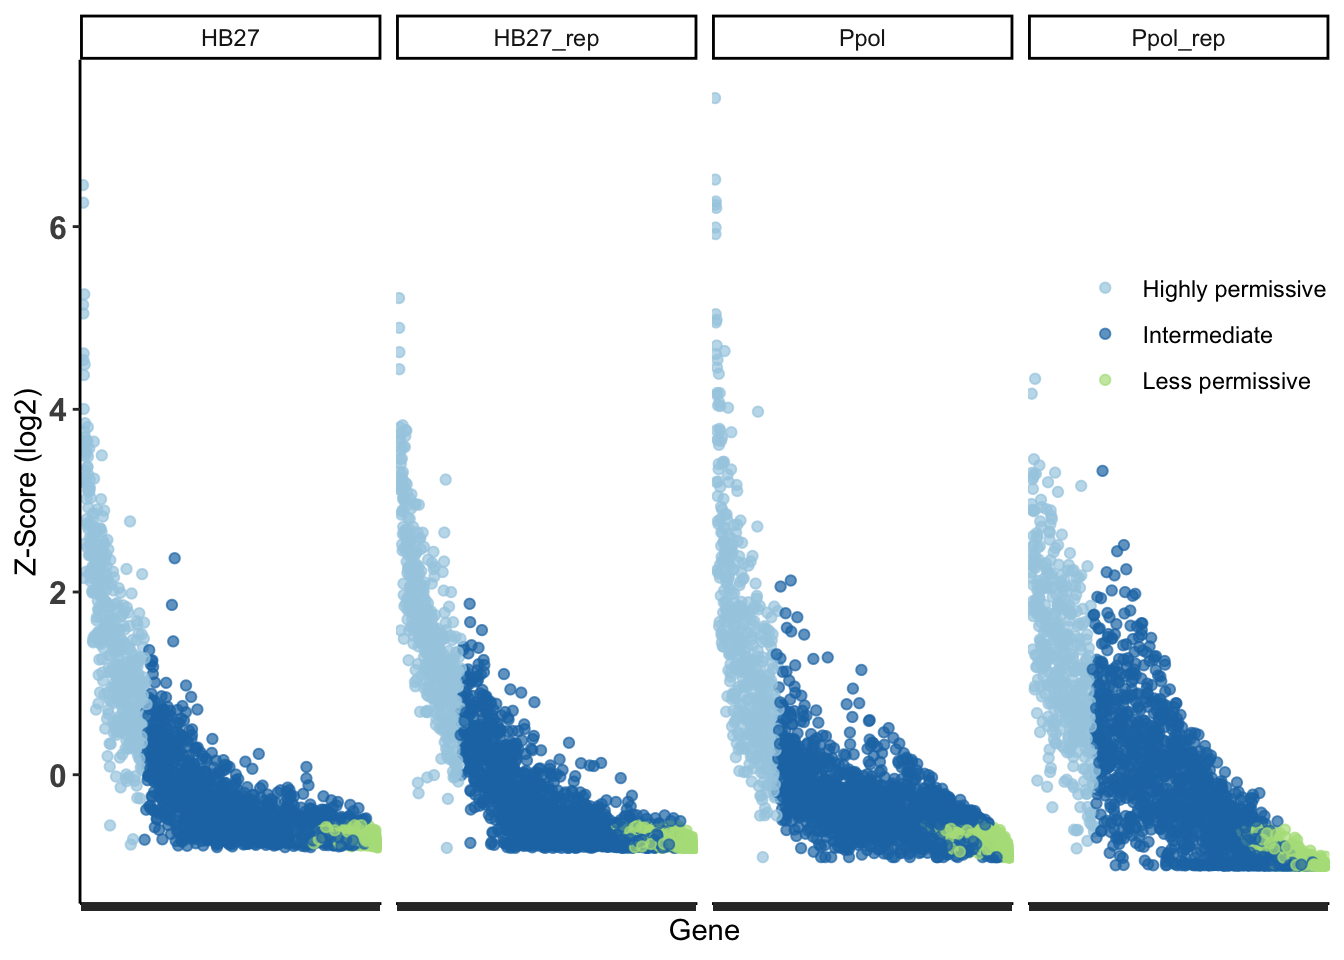 HB27 HB27_rep Ppol Ppol_rep
6
4
2
0
Z-Score (log2)
Highly permissive
Intermediate
Less permissive
Gene